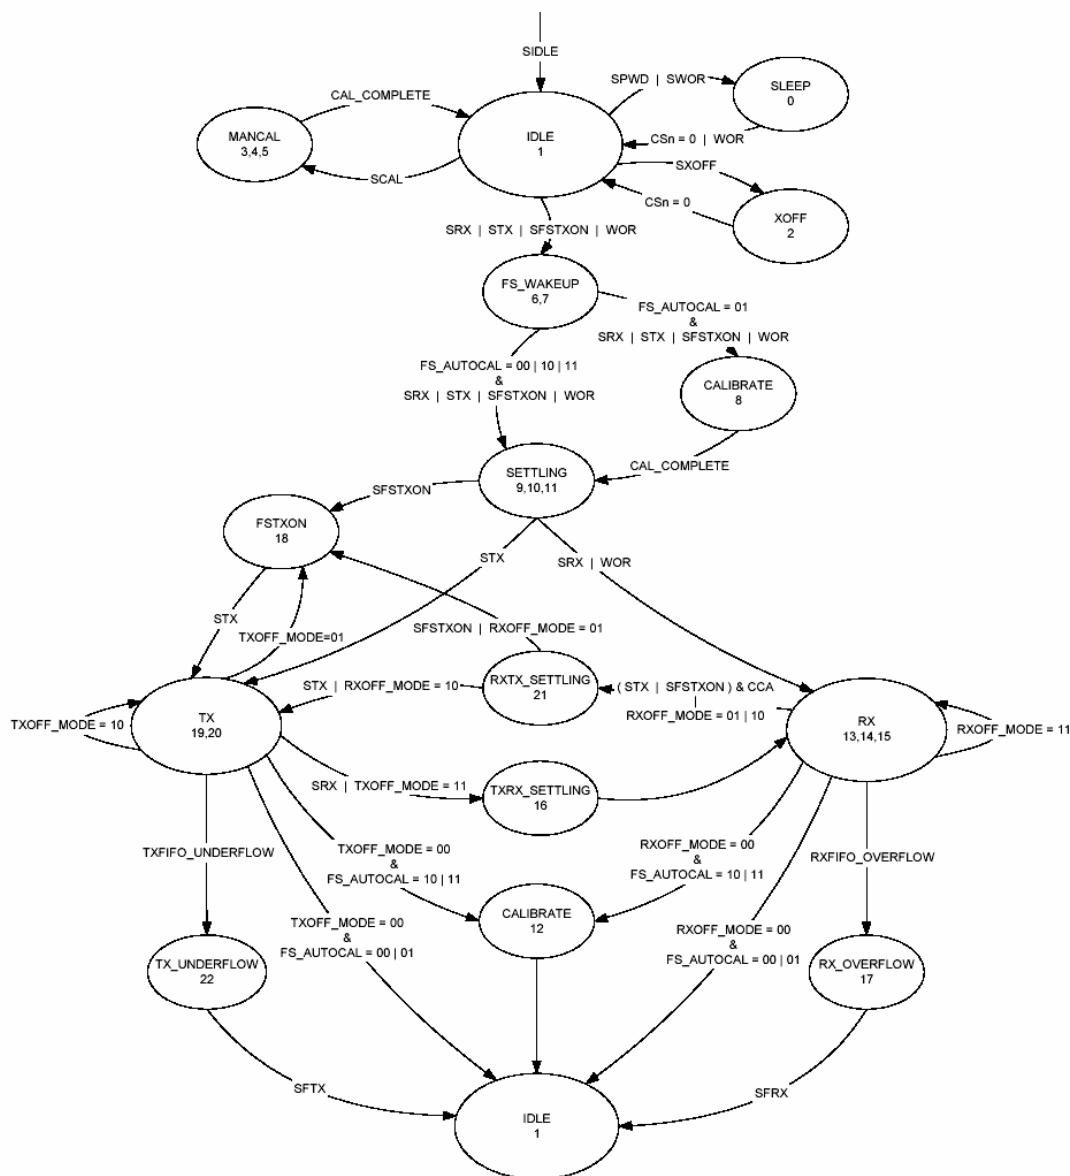 SIDLE
SPWD | SWOR
SLEEP
0
CAL_COMPLETE
MANCAL
3,4,5
IDLE
1
CSn = 0 | WOR
SXOFF
SCAL
CSn = 0
XOFF
2
SRX | STX | SFSTXON | WOR
FS_WAKEUP
6,7
FS_AUTOCAL = 01
&
SRX | STX | SFSTXON | WOR
FS_AUTOCAL = 00 | 10 | 11
&
SRX | STX | SFSTXON | WOR
CALIBRATE
8
SETTLING
9,10,11
CAL_COMPLETE
SFSTXON
FSTXON
18
STX
SRX | WOR
STX
TXOFF_MODE=01
SFSTXON | RXOFF_MODE = 01
RXTX_SETTLING
21
STX | RXOFF_MODE = 10
( STX | SFSTXON ) & CCA
|
RXOFF_MODE = 01 | 10
TXOFF_MODE = 10
TX
19,20
RX
13,14,15
RXOFF_MODE = 11
SRX | TXOFF_MODE = 11
TXRX_SETTLING
16
TXFIFO_UNDERFLOW
TXOFF_MODE = 00
&
FS_AUTOCAL = 10 | 11
RXOFF_MODE = 00
&
FS_AUTOCAL = 10 | 11
RXFIFO_OVERFLOW
CALIBRATE
12
TXOFF_MODE = 00
&
FS_AUTOCAL = 00 | 01
RXOFF_MODE = 00
&
FS_AUTOCAL = 00 | 01
TX_UNDERFLOW
22
RX_OVERFLOW
17
SFTX
SFRX
IDLE
1